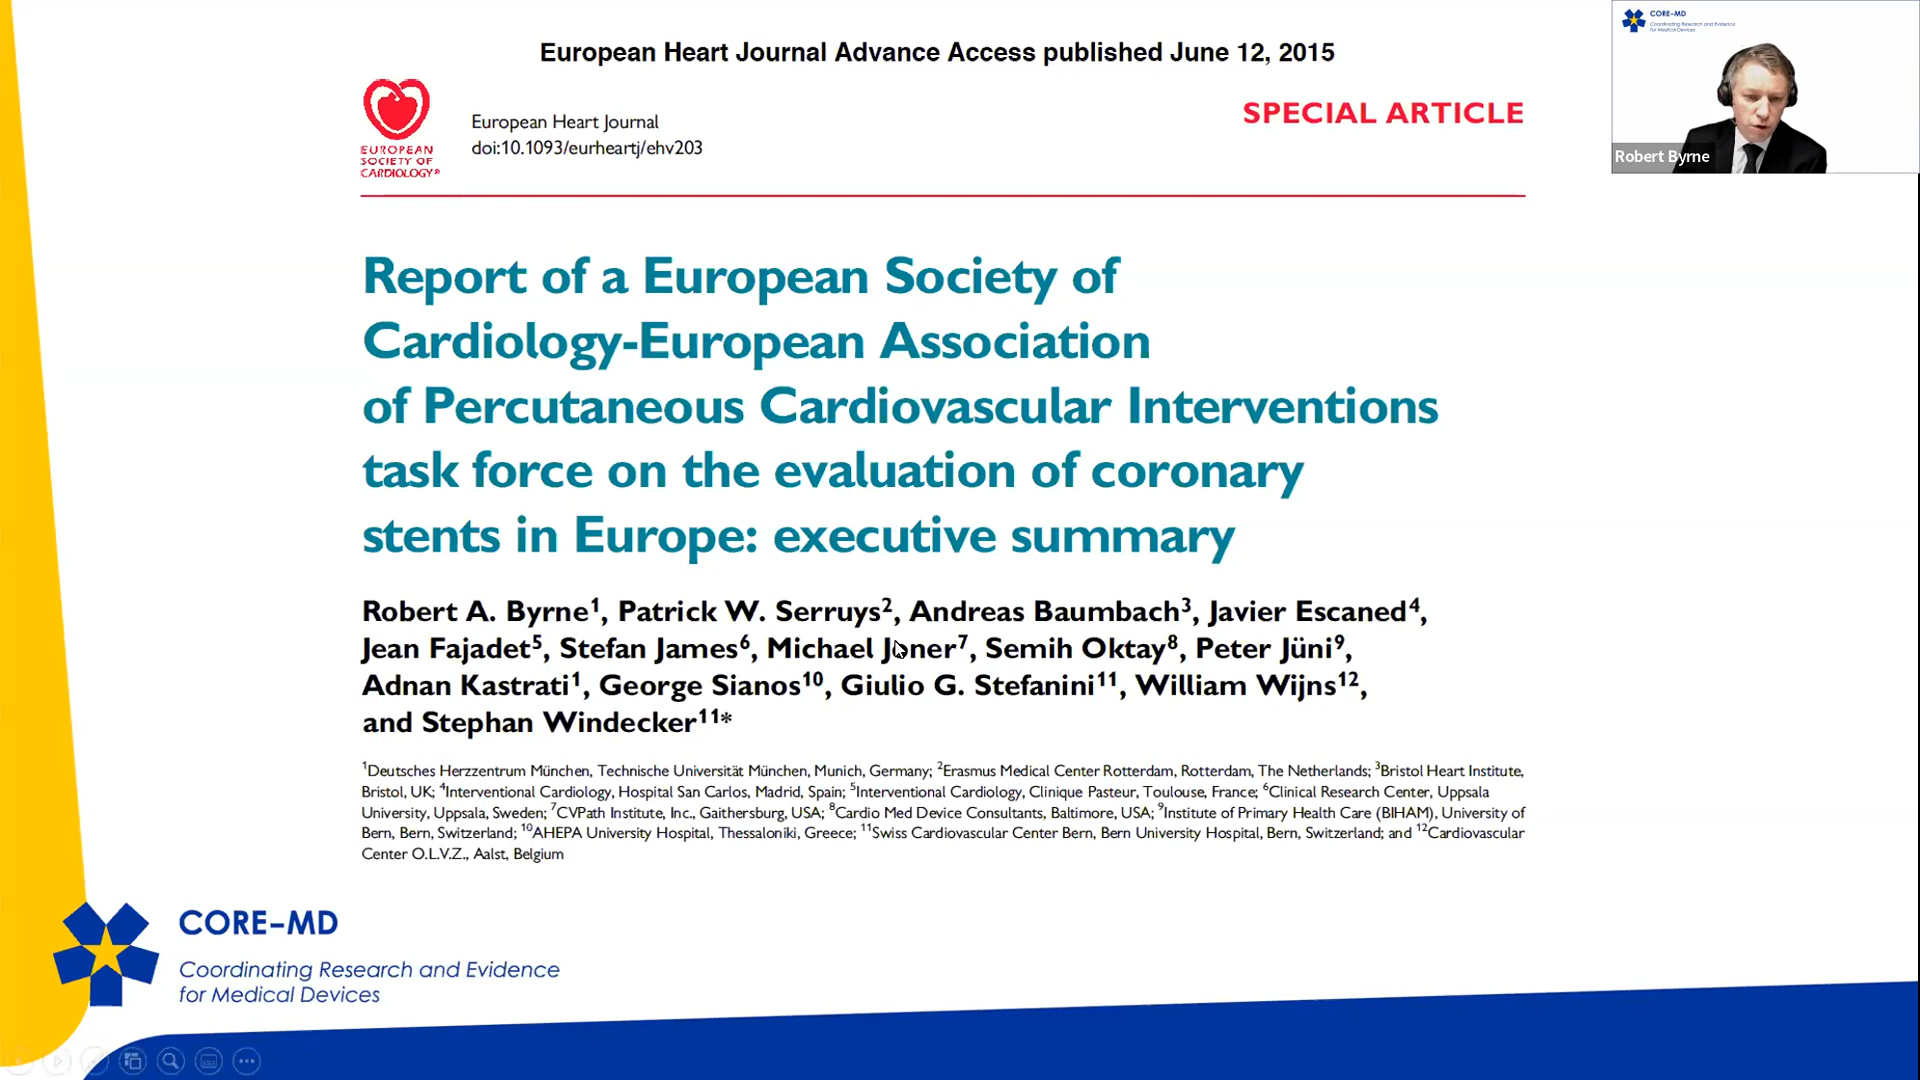 European Heart Journal Advance Access published June 12, 2015
CORE-MD
Coordinating Research and Evidence
for Medical Devices
Robert Byrne
EUROPEAN
SOCIETY OF
CARDIOLOGY®
European Heart Journal
doi:10.1093/eurheartj/ehv203
SPECIAL ARTICLE
Report of a European Society of
Cardiology-European Association
of Percutaneous Cardiovascular Interventions
task force on the evaluation of coronary
stents in Europe: executive summary
Robert A. Byrne¹, Patrick W. Serruys², Andreas Baumbach³, Javier Escaned⁴,
Jean Fajadet⁵, Stefan James⁶, Michael Joner⁷, Semih Oktay⁸, Peter Jüni⁹,
Adnan Kastrati¹, George Sianos¹⁰, Giulio G. Stefanini¹¹, William Wijns¹²,
and Stephan Windecker¹¹*
¹Deutsches Herzzentrum München, Technische Universität München, Munich, Germany; ²Erasmus Medical Center Rotterdam, Rotterdam, The Netherlands; ³Bristol Heart Institute,
Bristol, UK; ⁴Interventional Cardiology, Hospital San Carlos, Madrid, Spain; ⁵Interventional Cardiology, Clinique Pasteur, Toulouse, France; ⁶Clinical Research Center, Uppsala
University, Uppsala, Sweden; ⁷CVPath Institute, Inc., Gaithersburg, USA; ⁸Cardio Med Device Consultants, Baltimore, USA; ⁹Institute of Primary Health Care (BIHAM), University of
Bern, Bern, Switzerland; ¹⁰AHEPA University Hospital, Thessaloniki, Greece; ¹¹Swiss Cardiovascular Center Bern, Bern University Hospital, Bern, Switzerland; and ¹²Cardiovascular
Center O.L.V.Z., Aalst, Belgium
CORE-MD
Coordinating Research and Evidence
for Medical Devices